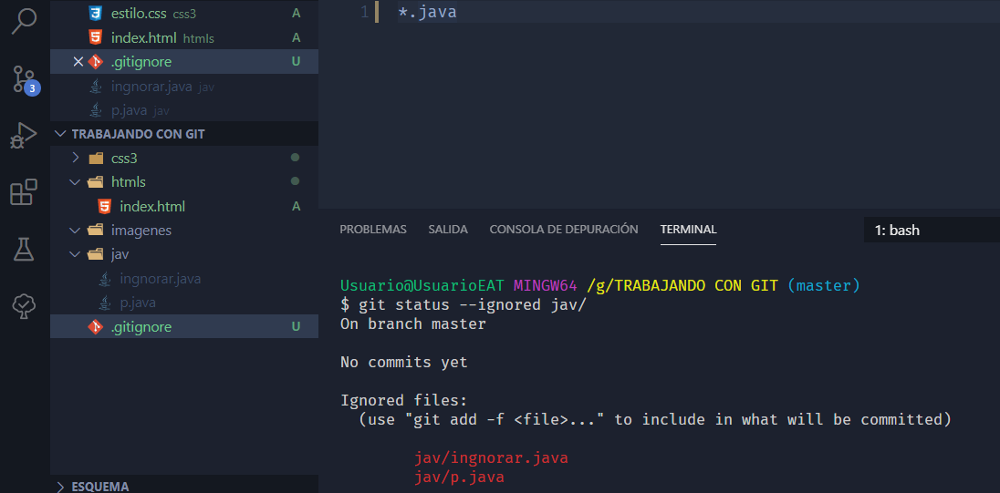 estilo.css css3 A
index.html htmls A
.gitignore U
ingnorar.java jav
p.java jav
3
TRABAJANDO CON GIT
css3
htmls
index.html A
imagenes
jav
ingnorar.java
p.java
.gitignore U
ESQUEMA
1 *.java
PROBLEMAS SALIDA CONSOLA DE DEPURACIÓN TERMINAL 1: bash
Usuario@UsuarioEAT MINGW64 /g/TRABAJANDO CON GIT (master)
$ git status --ignored jav/
On branch master
No commits yet
Ignored files:
(use "git add -f <file>..." to include in what will be committed)
jav/ingnorar.java
jav/p.java